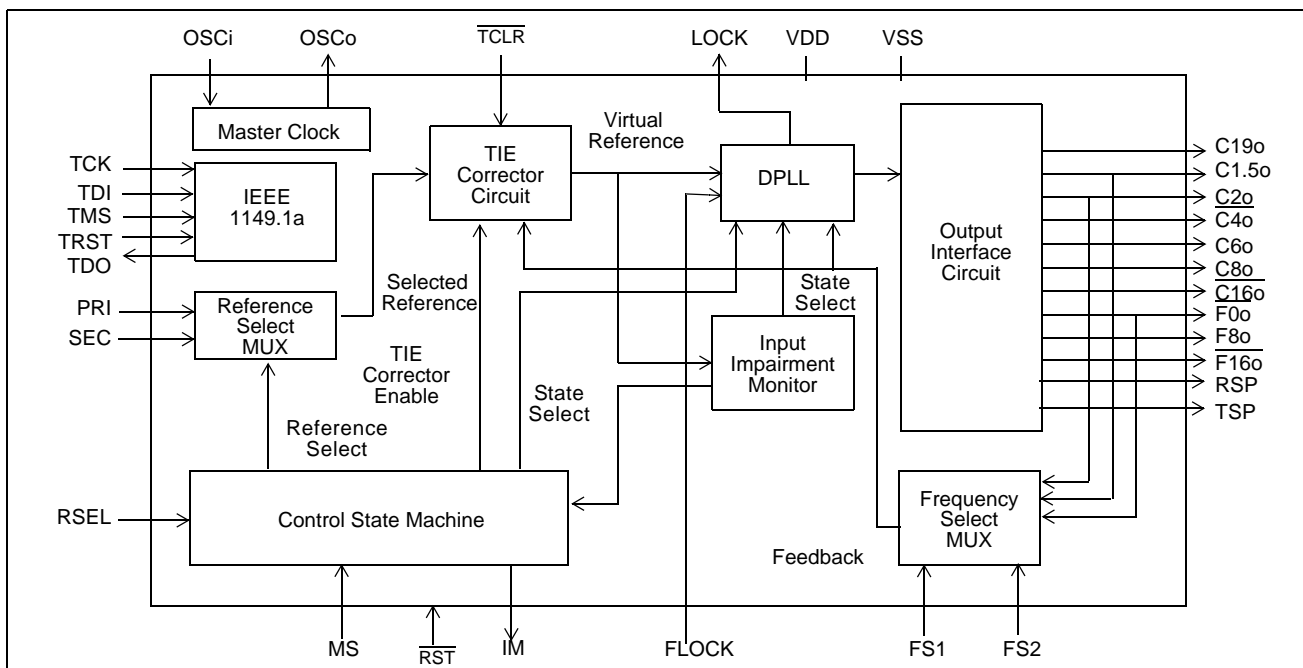 OSCi
OSCo
TCLR
LOCK
VDD
VSS
Master Clock
TCK
TDI
TMS
TRST
TDO
IEEE
1149.1a
TIE
Corrector
Circuit
Virtual
Reference
DPLL
Output
Interface
Circuit
C19o
C1.5o
C2o
C4o
C6o
C8o
C16o
F0o
F8o
F16o
RSP
TSP
PRI
SEC
Reference
Select
MUX
Selected
Reference
TIE
Corrector
Enable
State
Select
State
Select
Input
Impairment
Monitor
Reference
Select
RSEL
Control State Machine
Frequency
Select
MUX
Feedback
MS
RST
IM
FLOCK
FS1
FS2